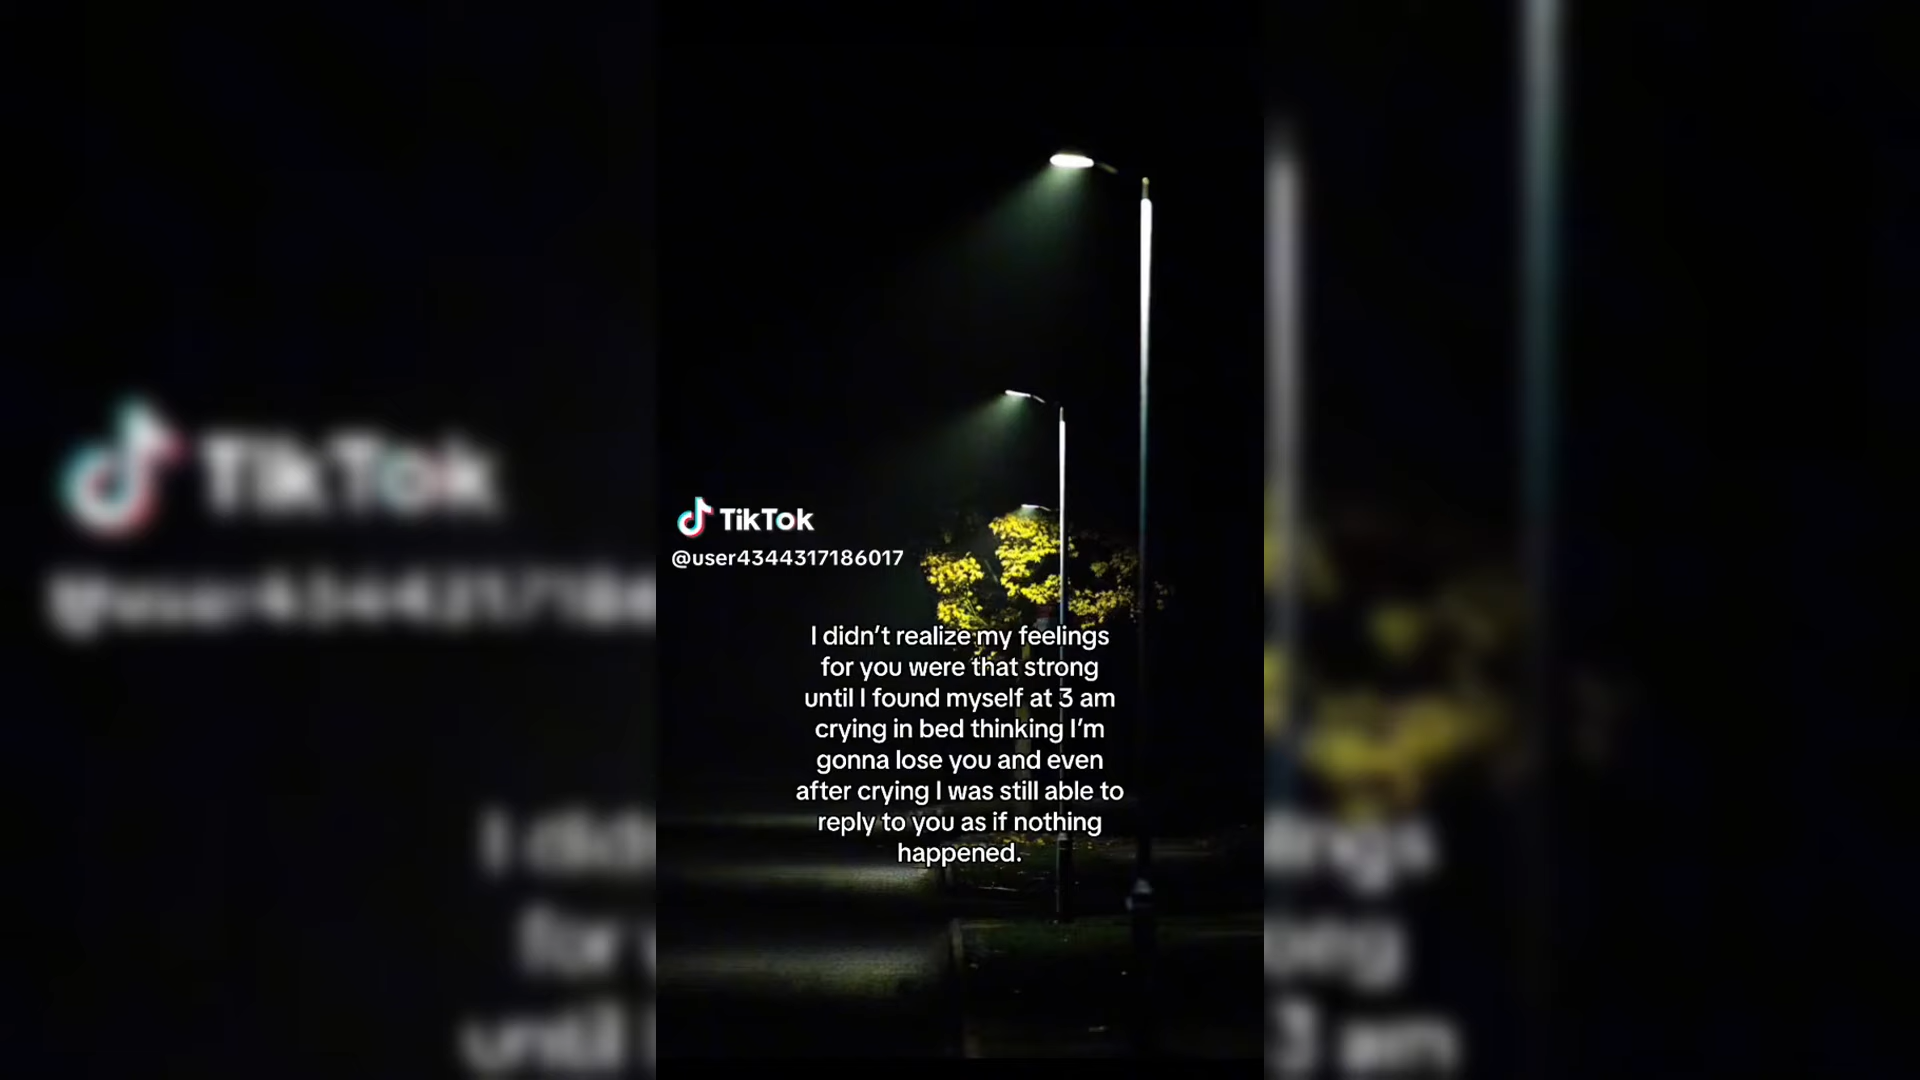 TikTok
@user4344317186017
I didn’t realize my feelings
for you were that strong
until I found myself at 3 am
crying in bed thinking I’m
gonna lose you and even
after crying I was still able to
reply to you as if nothing
happened.